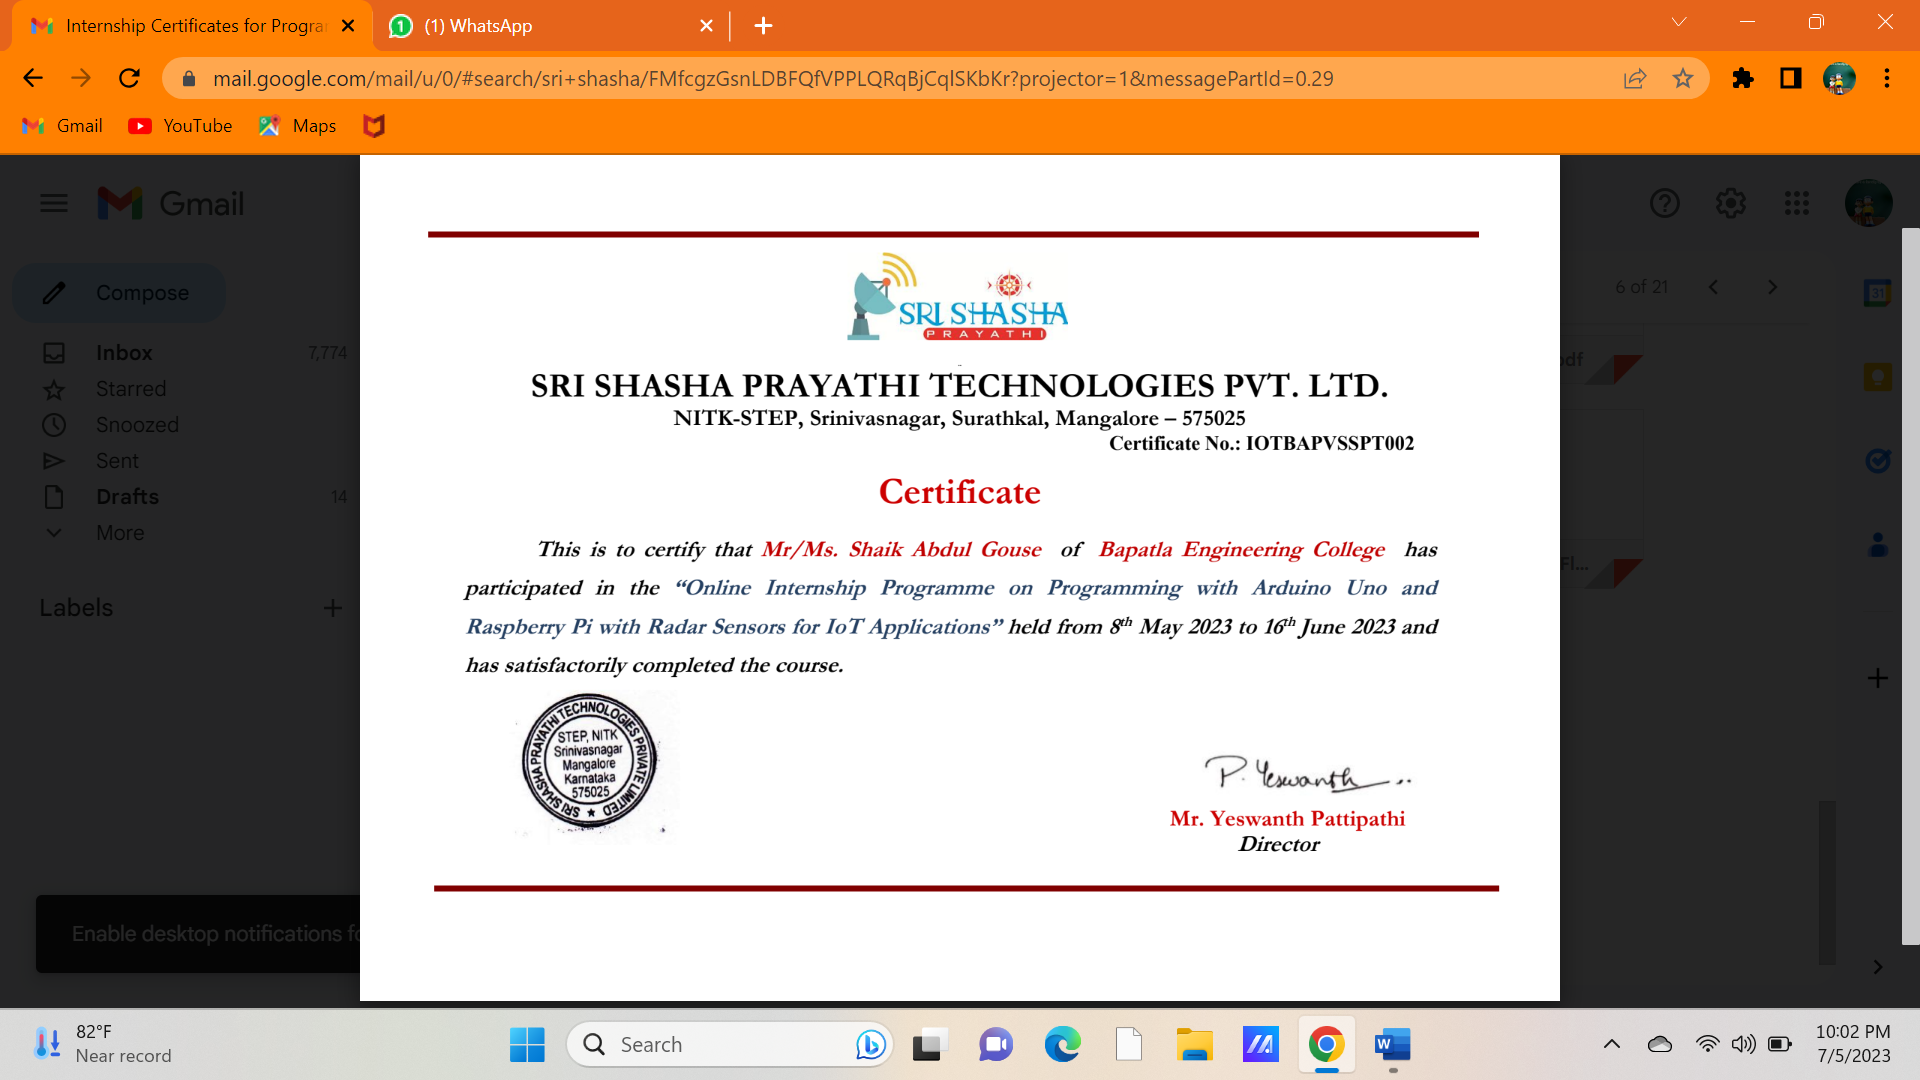 Internship Certificates for Progra
(1) WhatsApp
mail.google.com/mail/u/0/#search/sri+shasha/FMfcgzGsnLDBFQfVPPLQRqBjCqlSKbKr?projector=1&messagePartId=0.29
Gmail YouTube Maps
Gmail
Compose
6 of 21
Inbox 7,774
Starred
Snoozed
Sent
Drafts 14
More
Labels
Enable desktop notifications
31
SRI SHASHA
PRAYATHI
SRI SHASHA PRAYATHI TECHNOLOGIES PVT. LTD.
NITK-STEP, Srinivasnagar, Surathkal, Mangalore – 575025
Certificate No.: IOTBAPVSSPT002
Certificate
This is to certify that Mr/Ms. Shaik Abdul Gouse of Bapatla Engineering College has
participated in the “Online Internship Programme on Programming with Arduino Uno and
Raspberry Pi with Radar Sensors for IoT Applications” held from 8th May 2023 to 16th June 2023 and
has satisfactorily completed the course.
SRI SHASHA PRAYATHI TECHNOLOGIES PRIVATE LIMITED
STEP, NITK
Srinivasnagar
Mangalore
Karnataka
575025
P. Yeswanth
Mr. Yeswanth Pattipathi
Director
82°F
Near record
Search
10:02 PM
7/5/2023